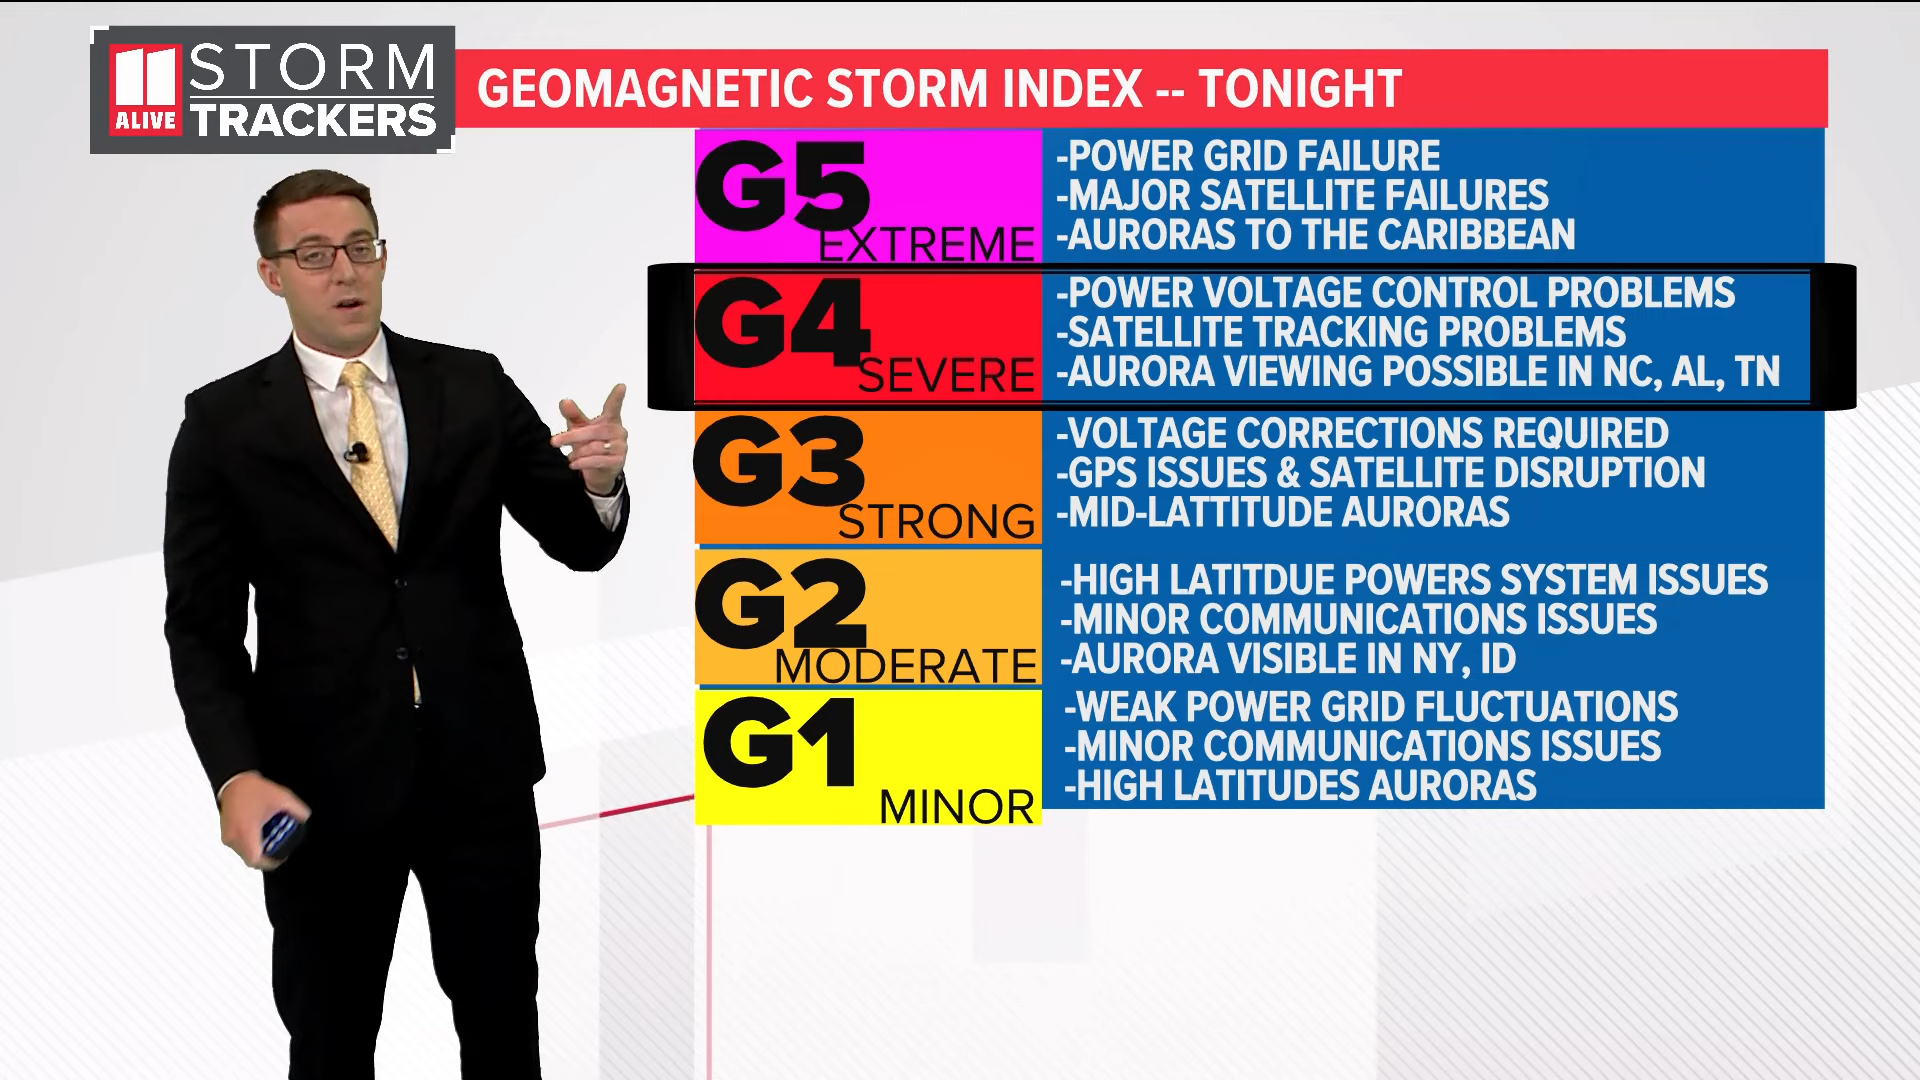 STORM
TRACKERS
11
ALIVE
GEOMAGNETIC STORM INDEX -- TONIGHT
G5
EXTREME
-POWER GRID FAILURE
-MAJOR SATELLITE FAILURES
-AURORAS TO THE CARIBBEAN
G4
SEVERE
-POWER VOLTAGE CONTROL PROBLEMS
-SATELLITE TRACKING PROBLEMS
-AURORA VIEWING POSSIBLE IN NC, AL, TN
G3
STRONG
-VOLTAGE CORRECTIONS REQUIRED
-GPS ISSUES & SATELLITE DISRUPTION
-MID-LATTITUDE AURORAS
G2
MODERATE
-HIGH LATITDUE POWERS SYSTEM ISSUES
-MINOR COMMUNICATIONS ISSUES
-AURORA VISIBLE IN NY, ID
G1
MINOR
-WEAK POWER GRID FLUCTUATIONS
-MINOR COMMUNICATIONS ISSUES
-HIGH LATITUDES AURORAS